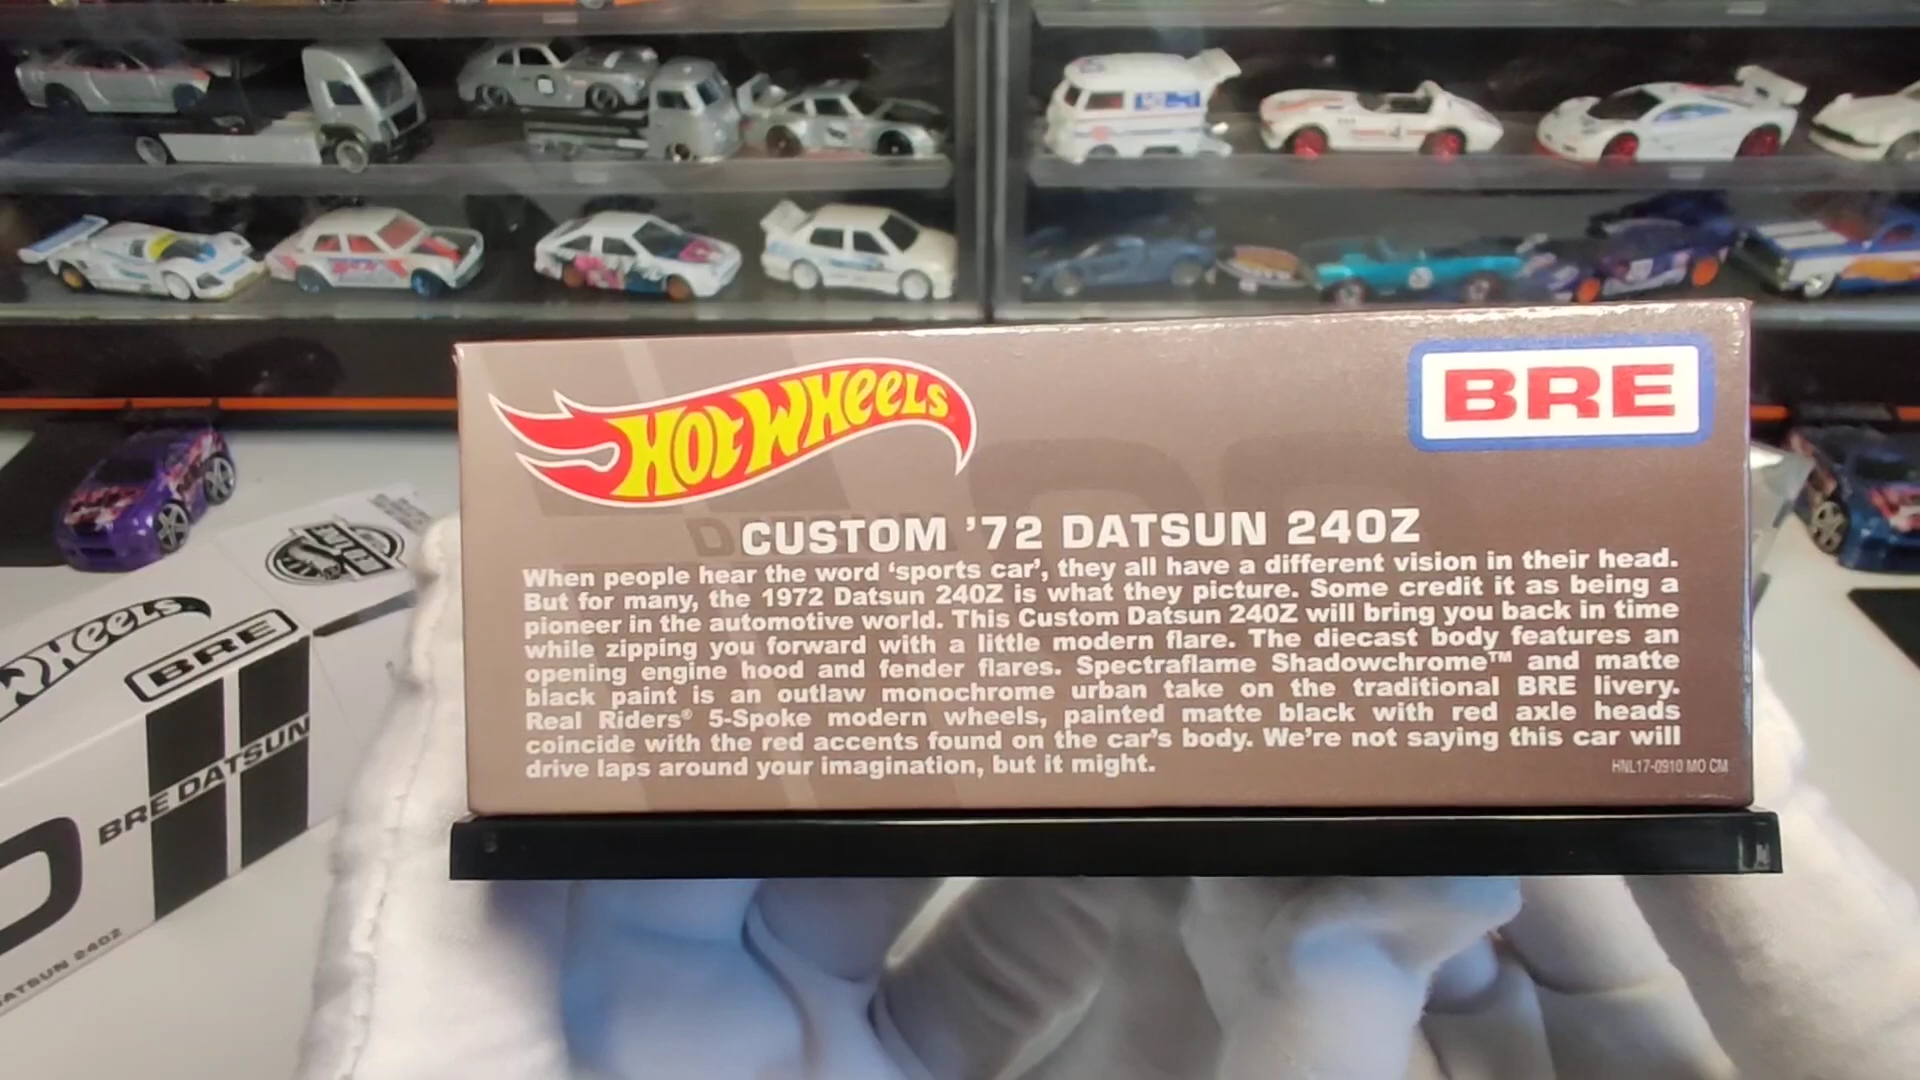 HOT WHEELS
BRE
CUSTOM '72 DATSUN 240Z
When people hear the word 'sports car', they all have a different vision in their head.
But for many, the 1972 Datsun 240Z is what they picture. Some credit it as being a
pioneer in the automotive world. This Custom Datsun 240Z will bring you back in time
while zipping you forward with a little modern flare. The diecast body features an
opening engine hood and fender flares. Spectraflame Shadowchrome™ and matte
black paint is an outlaw monochrome urban take on the traditional BRE livery.
Real Riders® 5-Spoke modern wheels, painted matte black with red axle heads
coincide with the red accents found on the car's body. We're not saying this car will
drive laps around your imagination, but it might.
HNL17-0910 MO CM
WHEELS
BRE
BRE DATSUN
DATSUN 240Z